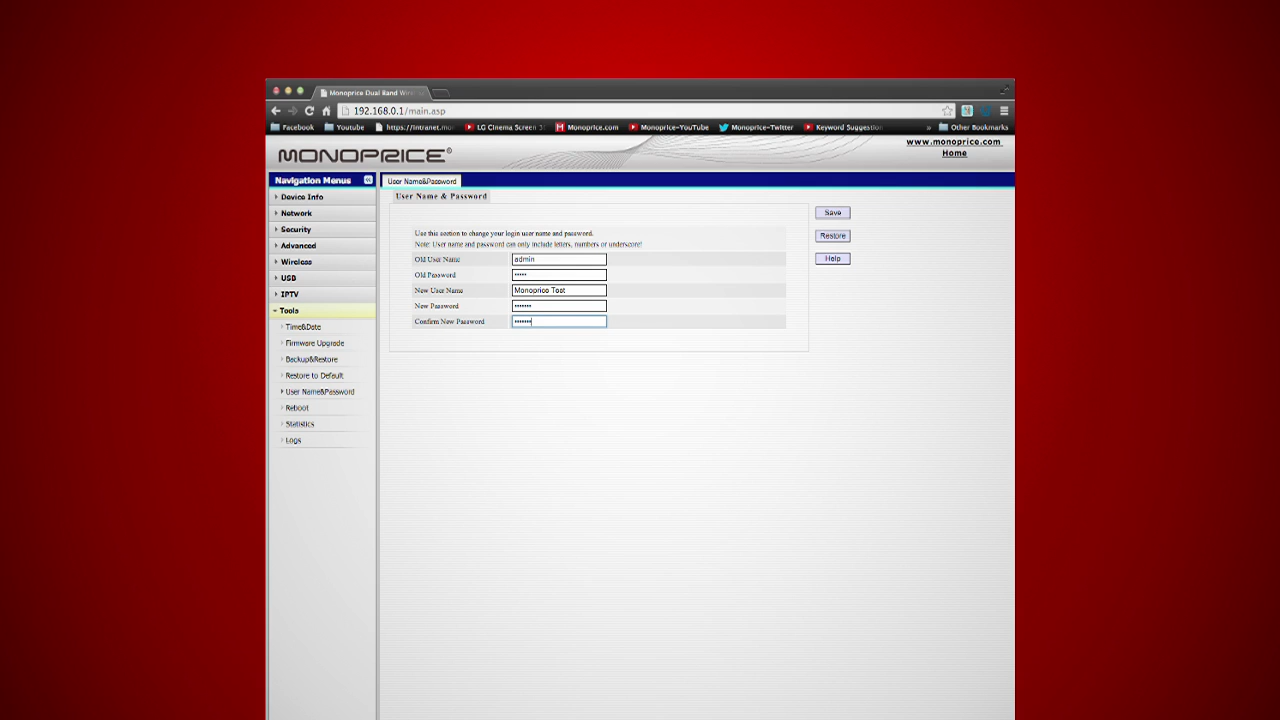 Monoprice Dual Band Wire
192.168.0.1/main.asp
Facebook Youtube https://intranet.mo LG Cinema Screen 3 Monoprice.com Monoprice-YouTube Monoprice-Twitter Keyword Suggestion » Other Bookmarks
MONOPRICE®
www.monoprice.com
Home
Navigation Menus
Device Info
Network
Security
Advanced
Wireless
USB
IPTV
Tools
Time&Date
Firmware Upgrade
Backup&Restore
Restore to Default
User Name&Password
Reboot
Statistics
Logs
User Name&Password
User Name & Password
Use this section to change your login user name and password.
Note: User name and password can only include letters, numbers or underscore!
Old User Name admin
Old Password •••••
New User Name Monoprice Test
New Password •••••••
Confirm New Password •••••••
Save
Restore
Help